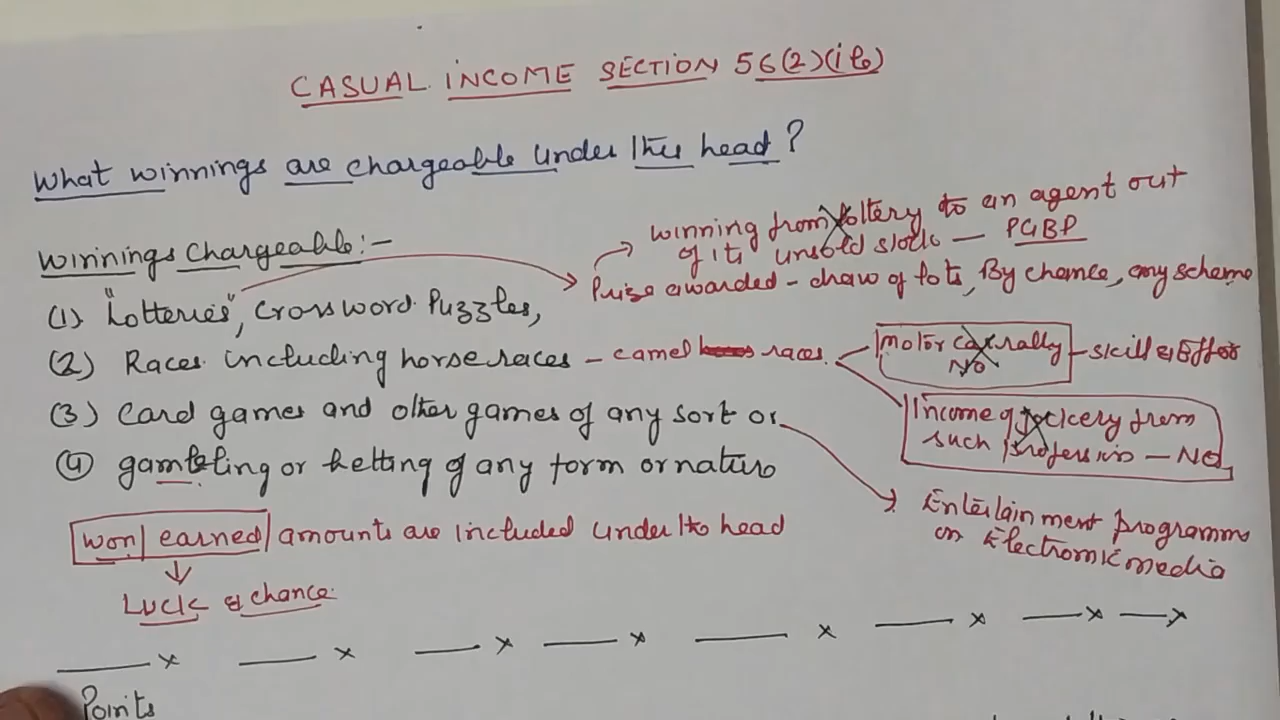 CASUAL INCOME SECTION 56(2)(ib)
What winnings are chargeable under this head?
Winnings Chargeable:-
winning from lottery to an agent out
of its unsold stock — PGBP
Prize awarded - draw of lots, By chance, any scheme
(1) "Lotteries", Crossword Puzzles,
(2) Races including horse races - camel races
Motor car rally - skill & Effort
No
(3) Card games and other games of any sort or
Income of jockery from
such profession - NO
(4) gambling or betting of any form or nature
Entertainment programm
on Electronic media
won/earned amounts are included under the head
Luck & chance
Points